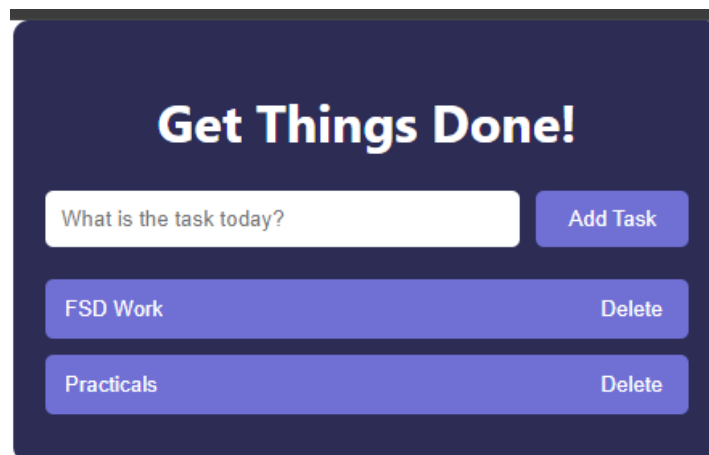 Get Things Done!
What is the task today? Add Task
FSD Work Delete
Practicals Delete